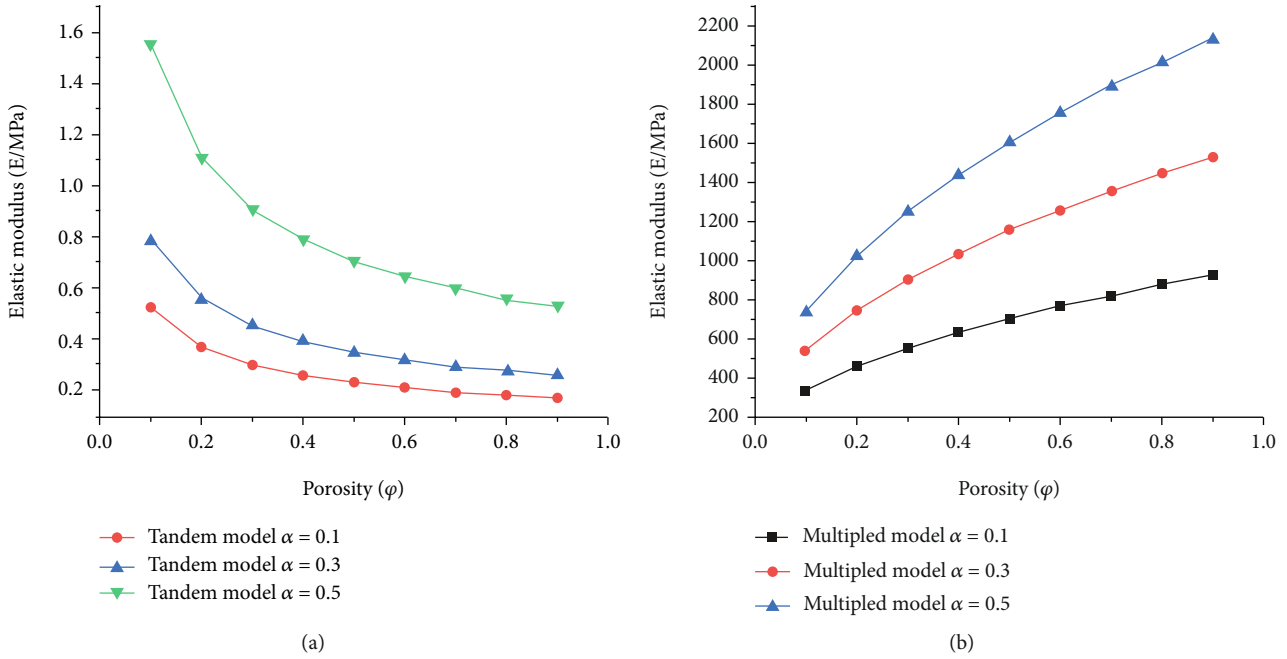 1.6
1.4
1.2
1.0
0.8
0.6
0.4
0.2
Elastic modulus (E/MPa)
0.0 0.2 0.4 0.6 0.8 1.0
Porosity (φ)
Tandem model α = 0.1
Tandem model α = 0.3
Tandem model α = 0.5
(a)
2200
2000
1800
1600
1400
1200
1000
800
600
400
200
Elastic modulus (E/MPa)
0.0 0.2 0.4 0.6 0.8 1.0
Porosity (φ)
Multipled model α = 0.1
Multipled model α = 0.3
Multipled model α = 0.5
(b)